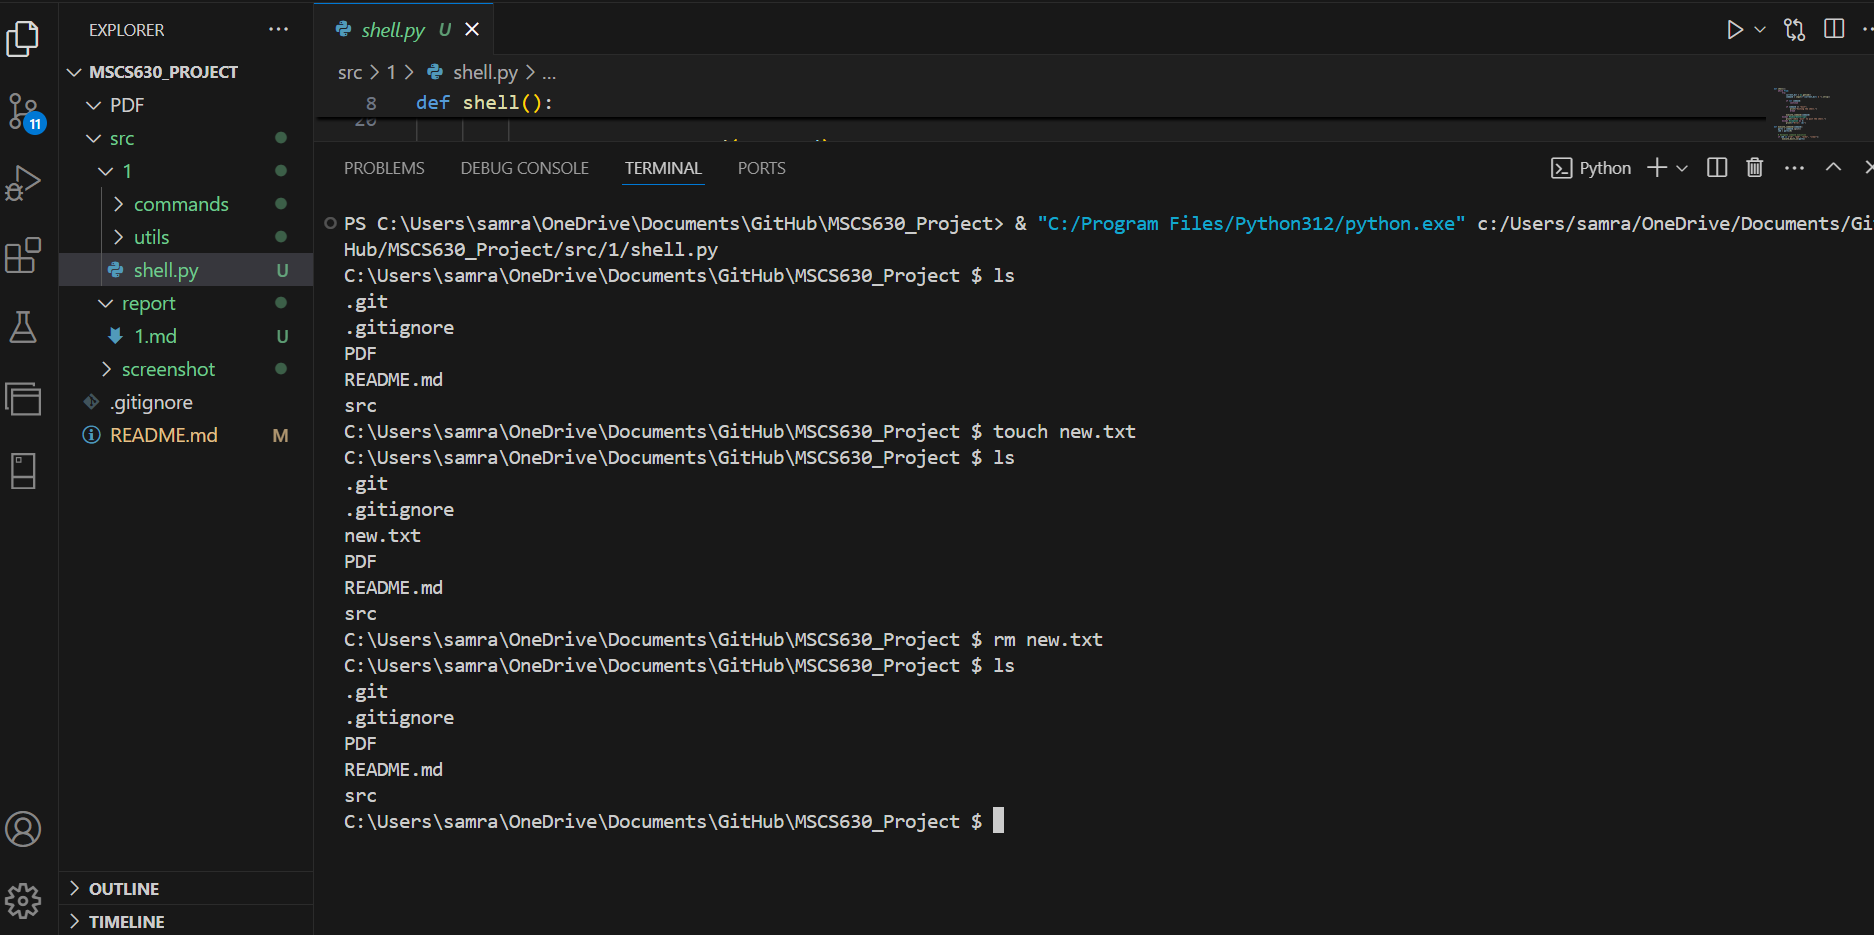 EXPLORER
MSCS630_PROJECT
PDF
src
1
commands
utils
shell.py U
report
1.md U
screenshot
.gitignore
README.md M
OUTLINE
TIMELINE
11
shell.py U
src > 1 > shell.py > ...
8 def shell():
20
PROBLEMS DEBUG CONSOLE TERMINAL PORTS
Python
PS C:\Users\samra\OneDrive\Documents\GitHub\MSCS630_Project> & "C:/Program Files/Python312/python.exe" c:/Users/samra/OneDrive/Documents/Git
Hub/MSCS630_Project/src/1/shell.py
C:\Users\samra\OneDrive\Documents\GitHub\MSCS630_Project $ ls
.git
.gitignore
PDF
README.md
src
C:\Users\samra\OneDrive\Documents\GitHub\MSCS630_Project $ touch new.txt
C:\Users\samra\OneDrive\Documents\GitHub\MSCS630_Project $ ls
.git
.gitignore
new.txt
PDF
README.md
src
C:\Users\samra\OneDrive\Documents\GitHub\MSCS630_Project $ rm new.txt
C:\Users\samra\OneDrive\Documents\GitHub\MSCS630_Project $ ls
.git
.gitignore
PDF
README.md
src
C:\Users\samra\OneDrive\Documents\GitHub\MSCS630_Project $